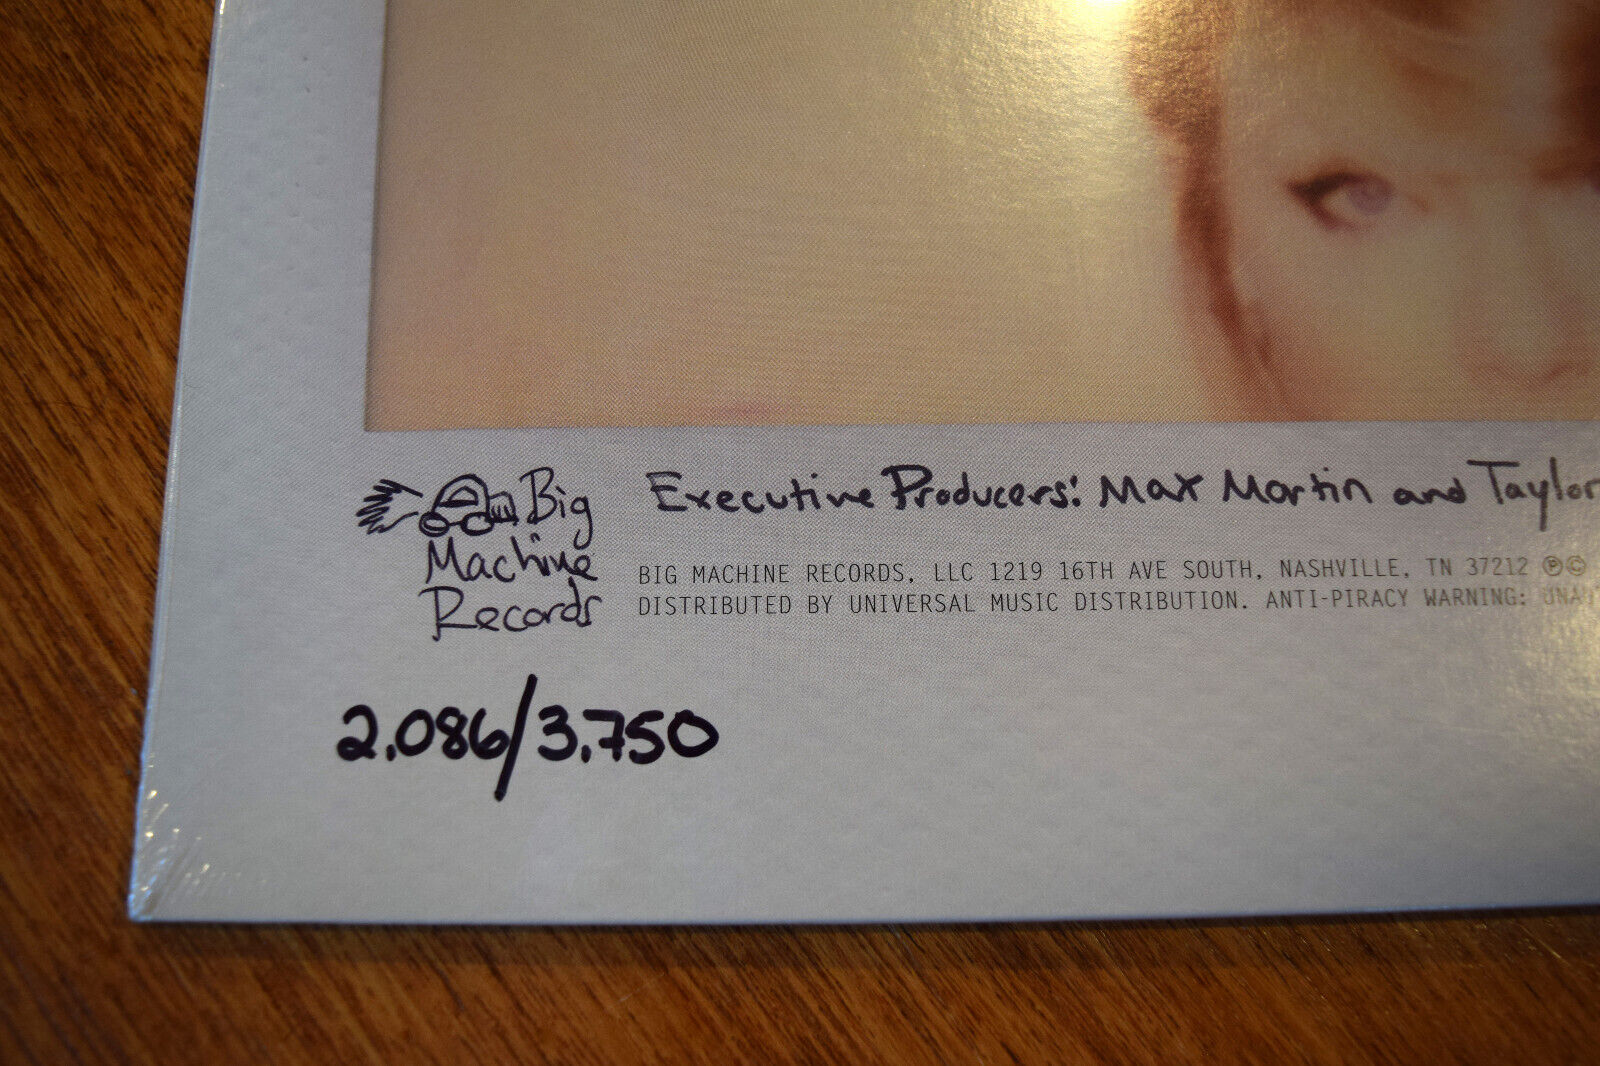 Big
Machine
Records
Executive Producers: Max Martin and Taylor
BIG MACHINE RECORDS, LLC 1219 16TH AVE SOUTH, NASHVILLE, TN 37212 ℗©
DISTRIBUTED BY UNIVERSAL MUSIC DISTRIBUTION. ANTI-PIRACY WARNING:
2.086/3.750